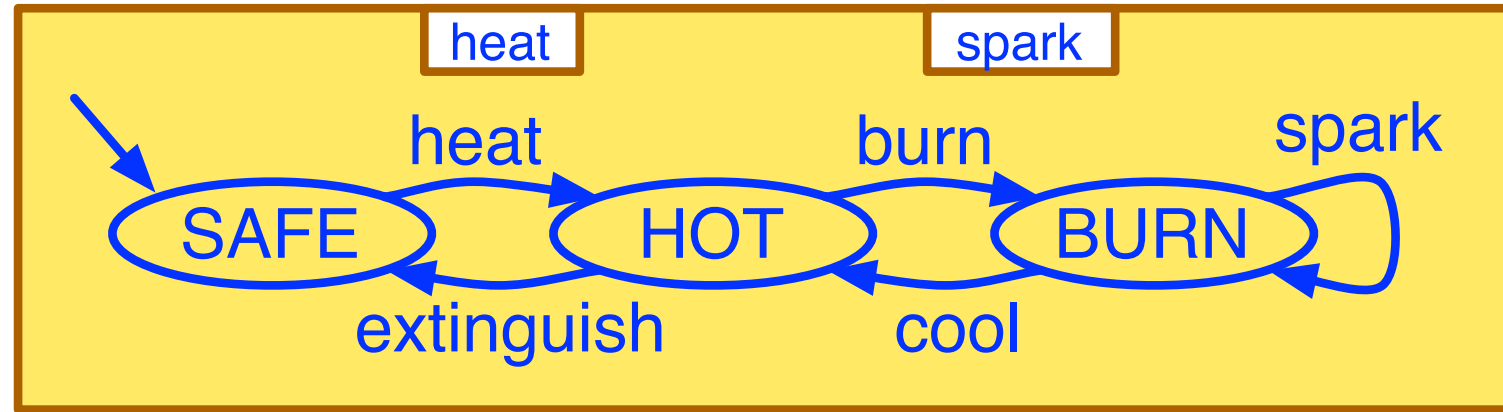 heat
spark
heat
burn
spark
SAFE
HOT
BURN
extinguish
cool